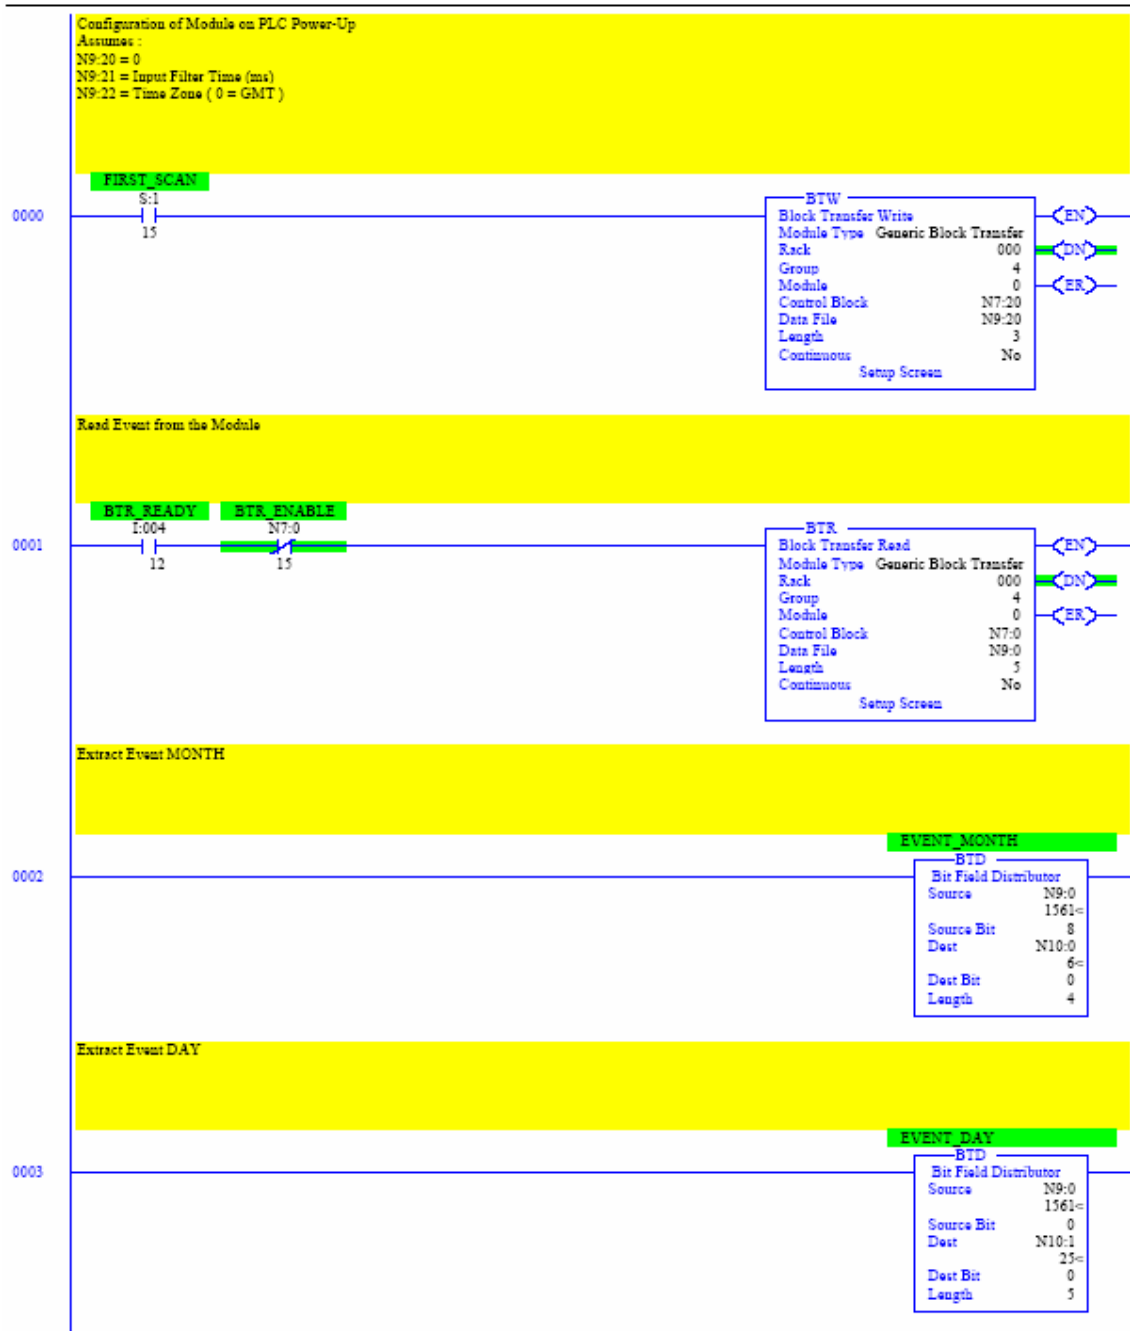 Configuration of Module on PLC Power-Up
Assumes :
N9:20 = 0
N9:21 = Input Filter Time (ms)
N9:22 = Time Zone ( 0 = GMT )
FIRST_SCAN
S:1
15
0000
BTW
Block Transfer Write
Module Type Generic Block Transfer
Rack 000
Group 4
Module 0
Control Block N7:20
Data File N9:20
Length 3
Continuous No
Setup Screen
EN
DN
ER
Read Event from the Module
BTR_READY BTR_ENABLE
I:004 N7:0
12 15
0001
BTR
Block Transfer Read
Module Type Generic Block Transfer
Rack 000
Group 4
Module 0
Control Block N7:0
Data File N9:0
Length 5
Continuous No
Setup Screen
EN
DN
ER
Extract Event MONTH
EVENT_MONTH
0002
BTD
Bit Field Distributor
Source N9:0
1561<
Source Bit 8
Dest N10:0
6<
Dest Bit 0
Length 4
Extract Event DAY
EVENT_DAY
0003
BTD
Bit Field Distributor
Source N9:0
1561<
Source Bit 0
Dest N10:1
25<
Dest Bit 0
Length 5